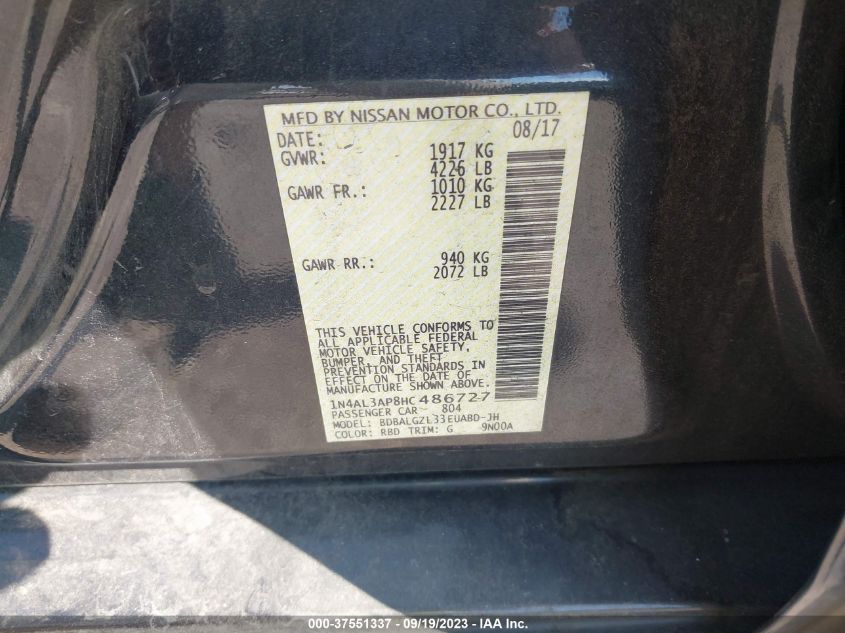 MFD BY NISSAN MOTOR CO., LTD.
DATE: 08/17
GVWR: 1917 KG
4226 LB
GAWR FR.: 1010 KG
2227 LB
GAWR RR.: 940 KG
2072 LB
THIS VEHICLE CONFORMS TO
ALL APPLICABLE FEDERAL
MOTOR VEHICLE SAFETY,
BUMPER, AND THEFT
PREVENTION STANDARDS IN
EFFECT ON THE DATE OF
MANUFACTURE SHOWN ABOVE.
1N4AL3AP8HC486727
PASSENGER CAR 804
MODEL: BDBALGZL33EUABD-JH
COLOR: RBD TRIM: G 9N00A
000-37551337 - 09/19/2023 - IAA Inc.